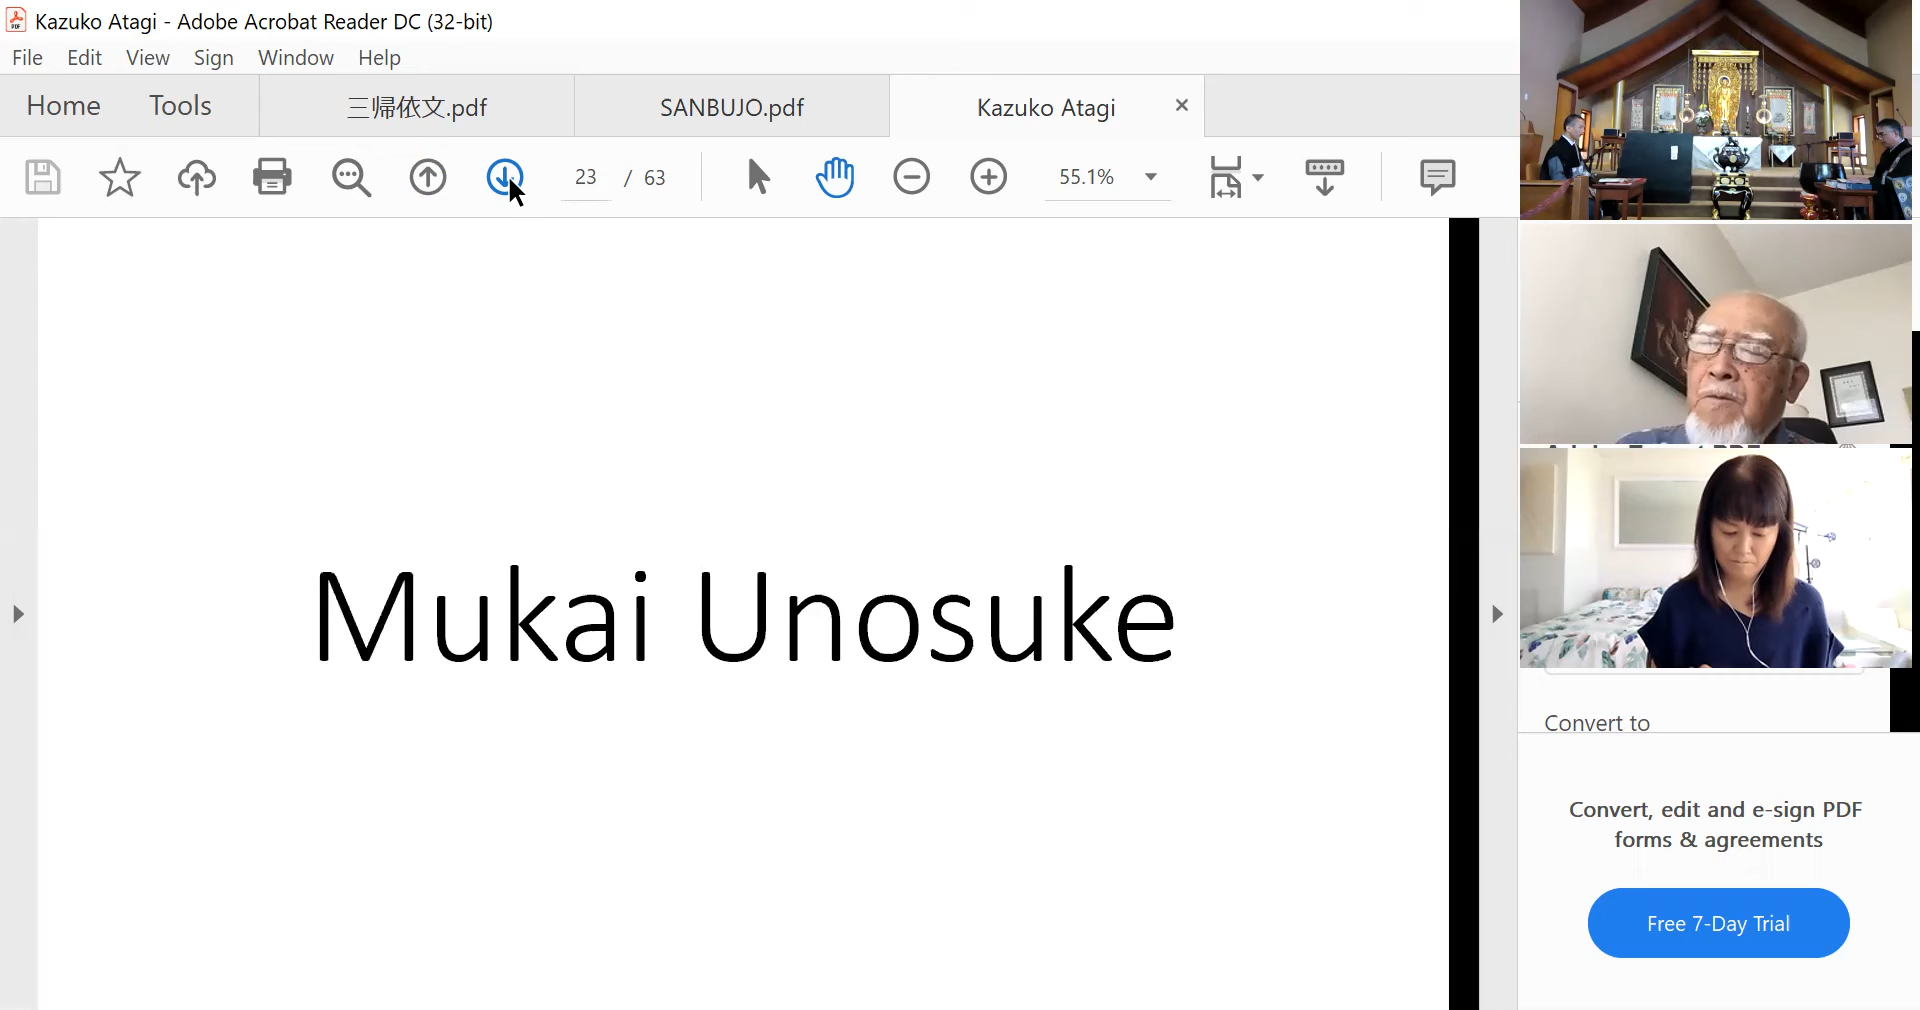 Kazuko Atagi - Adobe Acrobat Reader DC (32-bit)
File Edit View Sign Window Help
Home Tools 三帰依文.pdf SANBUJO.pdf Kazuko Atagi ×
23 / 63 55.1%
Mukai Unosuke
Convert to
Convert, edit and e-sign PDF
forms & agreements
Free 7-Day Trial